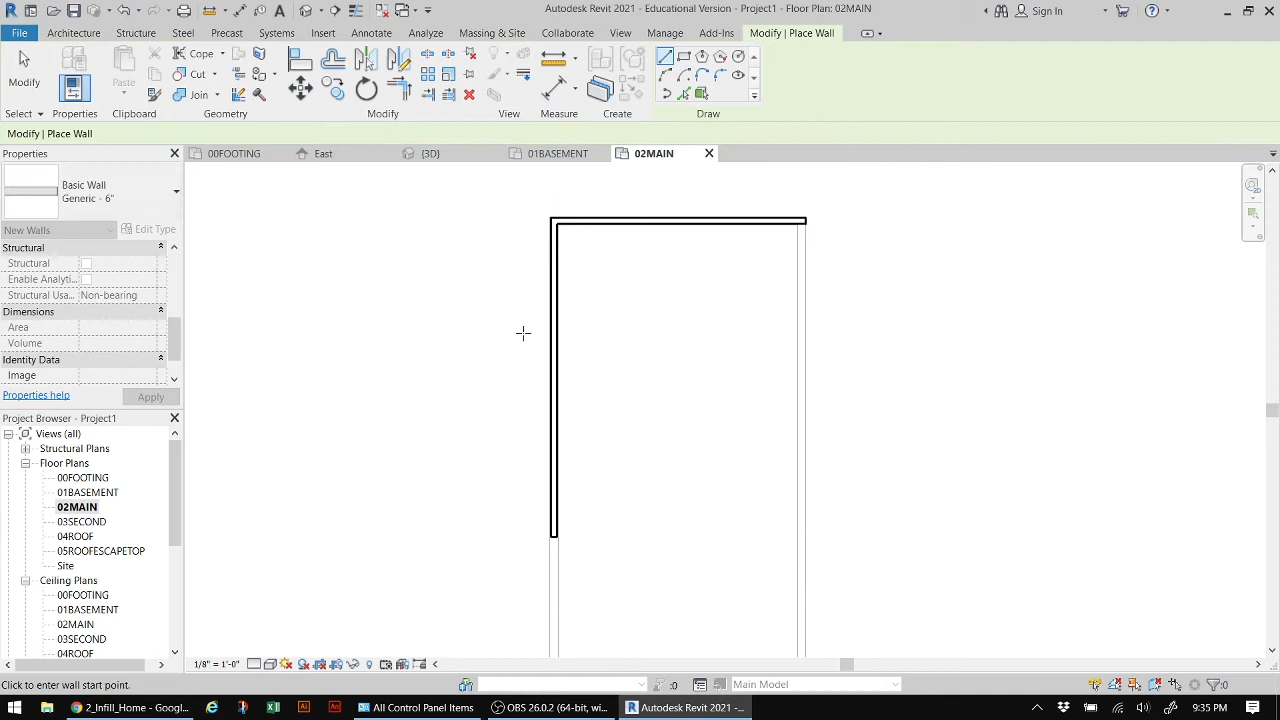 Autodesk Revit 2021 - Educational Version - Project1 - Floor Plan: 02MAIN
Sign In
File Architecture Structure Steel Precast Systems Insert Annotate Analyze Massing & Site Collaborate View Manage Add-Ins Modify | Place Wall
Modify
Paste
Cope
Cut
Join
Select Properties Clipboard Geometry Modify View Measure Create Draw
Modify | Place Wall
Properties
00FOOTING East {3D} 01BASEMENT 02MAIN
Basic Wall
Generic - 6"
New Walls Edit Type
Structural
Structural
Enable Analyti...
Structural Usa... Non-bearing
Dimensions
Area
Volume
Identity Data
Image
Properties help Apply
Project Browser - Project1
Views (all)
Structural Plans
Floor Plans
00FOOTING
01BASEMENT
02MAIN
03SECOND
04ROOF
05ROOFESCAPETOP
Site
Ceiling Plans
00FOOTING
01BASEMENT
02MAIN
03SECOND
04ROOF
1/8" = 1'-0"
Click to enter wall start point. :0 Main Model :0
2_Infill_Home - Googl... All Control Panel Items OBS 26.0.2 (64-bit, wi... Autodesk Revit 2021 -... 9:35 PM